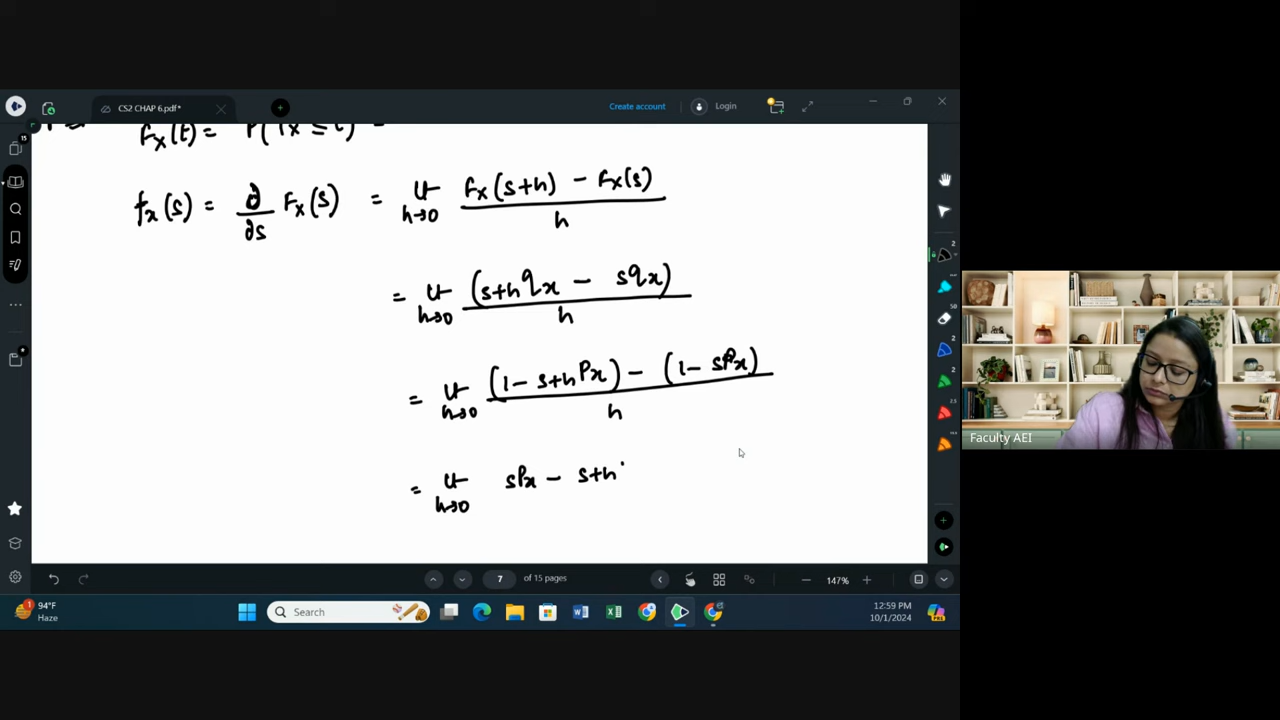 CS2 CHAP 6.pdf*
Create account
Login
Fx(t) = P(Tx ≤ t) =
fx(s) = ∂/∂s Fx(s) = lt h→0 Fx(s+h) - Fx(s) / h
= lt h→0 (s+hqx - sqx) / h
= lt h→0 (1 - s+hPx) - (1 - sPx) / h
= lt h→0 sPx - s+h
Faculty AEI
7 of 15 pages
147%
94°F
Haze
Search
12:59 PM
10/1/2024